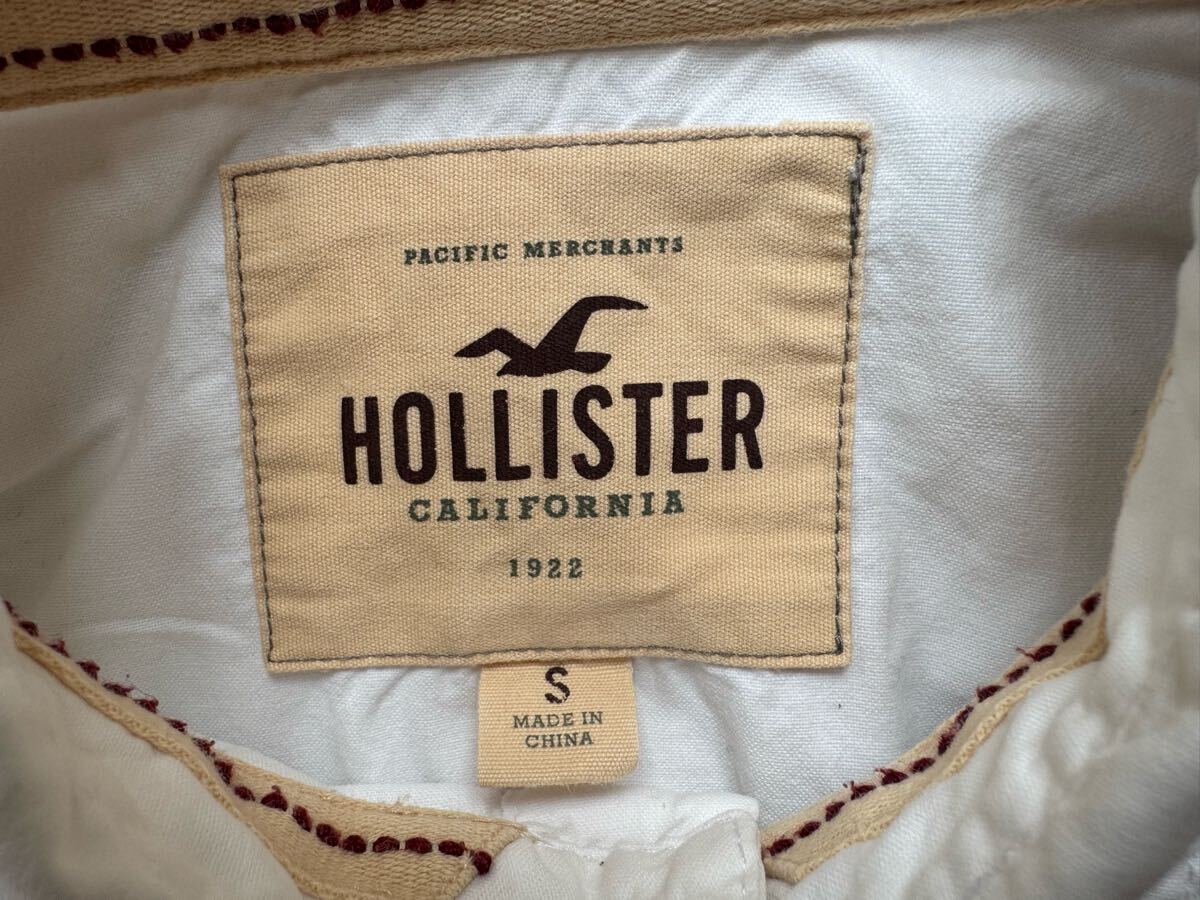 PACIFIC MERCHANTS
HOLLISTER
CALIFORNIA
1922
S
MADE IN
CHINA